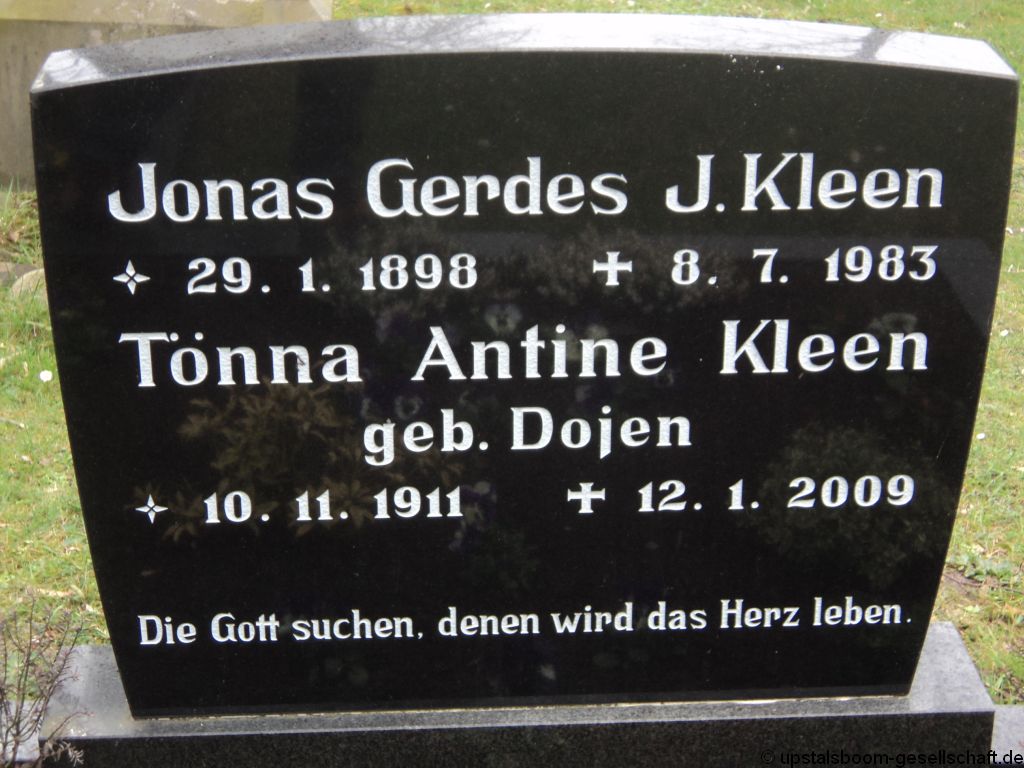 Jonas Gerdes J. Kleen
✧ 29. 1. 1898 ✝ 8. 7. 1983
Tönna Antine Kleen
geb. Dojen
✧ 10. 11. 1911 ✝ 12. 1. 2009
Die Gott suchen, denen wird das Herz leben.
© upstalsboom-gesellschaft.de